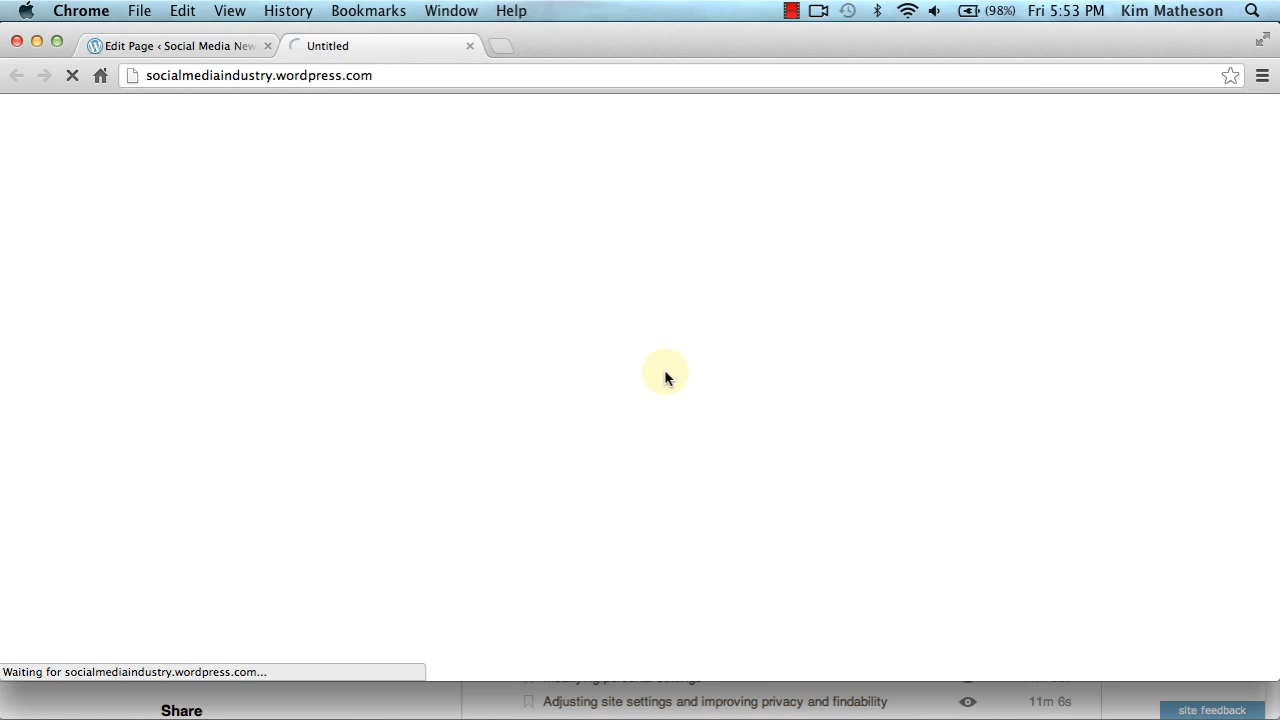 Chrome File Edit View History Bookmarks Window Help (98%) Fri 5:53 PM Kim Matheson
Edit Page ‹ Social Media New Untitled
socialmediaindustry.wordpress.com
Waiting for socialmediaindustry.wordpress.com...
Adjusting site settings and improving privacy and findability 11m 6s
Share
site feedback